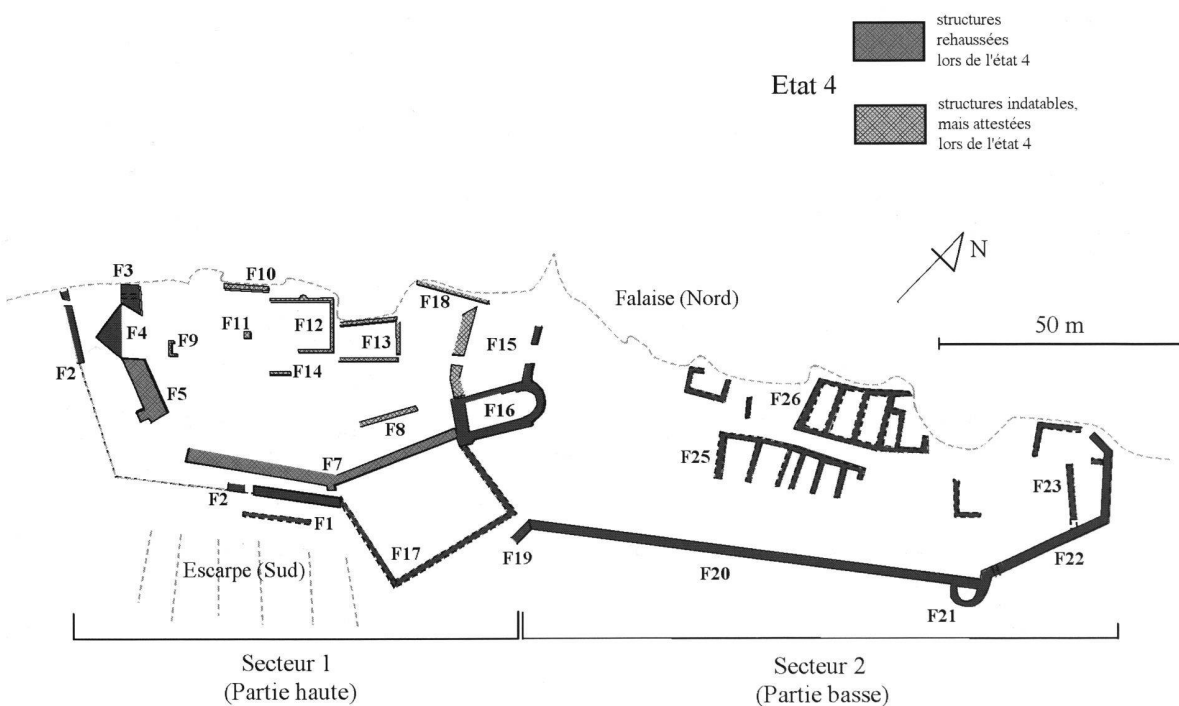 structures
rehaussées
lors de l'état 4
Etat 4
structures indatables,
mais attestées
lors de l'état 4
N
50 m
Falaise (Nord)
F3
F10
F18
F4
F9
F11
F12
F13
F15
F2
F5
F14
F16
F26
F8
F25
F7
F23
F2
F1
F17
F19
F20
F22
F21
Escarpe (Sud)
Secteur 1
(Partie haute)
Secteur 2
(Partie basse)